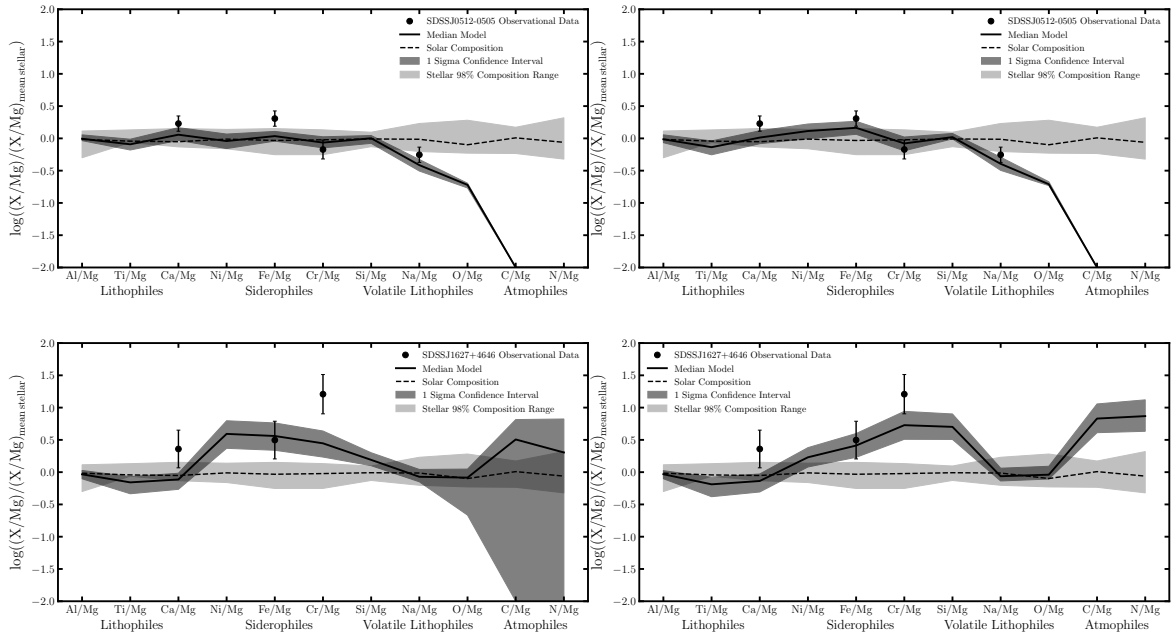 2.0
1.5
1.0
0.5
0.0
−0.5
−1.0
−1.5
−2.0
log((X/Mg)/(X/Mg)mean stellar)
SDSSJ0512-0505 Observational Data
Median Model
Solar Composition
1 Sigma Confidence Interval
Stellar 98% Composition Range
Al/Mg Ti/Mg Ca/Mg Ni/Mg Fe/Mg Cr/Mg Si/Mg Na/Mg O/Mg C/Mg N/Mg
Lithophiles Siderophiles Volatile Lithophiles Atmophiles
2.0
1.5
1.0
0.5
0.0
−0.5
−1.0
−1.5
−2.0
log((X/Mg)/(X/Mg)mean stellar)
SDSSJ0512-0505 Observational Data
Median Model
Solar Composition
1 Sigma Confidence Interval
Stellar 98% Composition Range
Al/Mg Ti/Mg Ca/Mg Ni/Mg Fe/Mg Cr/Mg Si/Mg Na/Mg O/Mg C/Mg N/Mg
Lithophiles Siderophiles Volatile Lithophiles Atmophiles
2.0
1.5
1.0
0.5
0.0
−0.5
−1.0
−1.5
−2.0
log((X/Mg)/(X/Mg)mean stellar)
SDSSJ1627+4646 Observational Data
Median Model
Solar Composition
1 Sigma Confidence Interval
Stellar 98% Composition Range
Al/Mg Ti/Mg Ca/Mg Ni/Mg Fe/Mg Cr/Mg Si/Mg Na/Mg O/Mg C/Mg N/Mg
Lithophiles Siderophiles Volatile Lithophiles Atmophiles
2.0
1.5
1.0
0.5
0.0
−0.5
−1.0
−1.5
−2.0
log((X/Mg)/(X/Mg)mean stellar)
SDSSJ1627+4646 Observational Data
Median Model
Solar Composition
1 Sigma Confidence Interval
Stellar 98% Composition Range
Al/Mg Ti/Mg Ca/Mg Ni/Mg Fe/Mg Cr/Mg Si/Mg Na/Mg O/Mg C/Mg N/Mg
Lithophiles Siderophiles Volatile Lithophiles Atmophiles